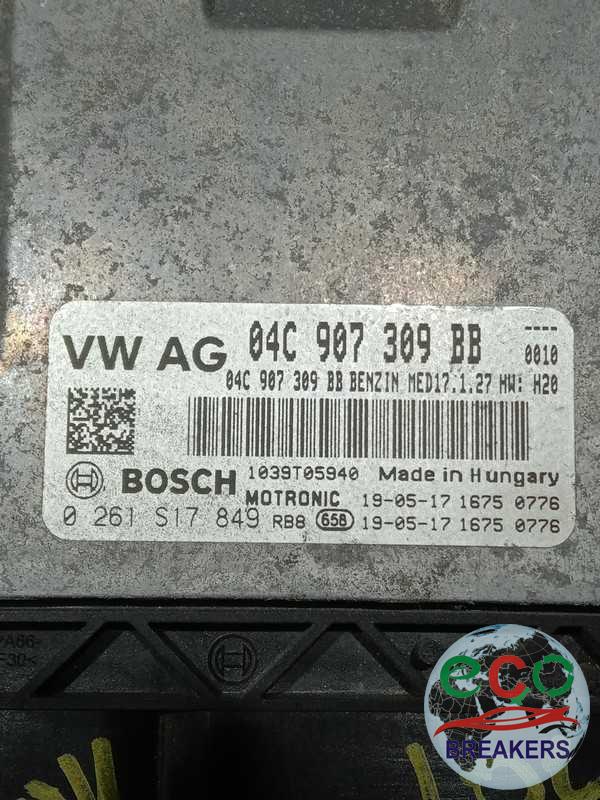 VW AG 04C 907 309 BB ---- 0010
04C 907 309 BB BENZIN MED17.1.27 HW: H20
BOSCH 1039T05940 Made in Hungary
MOTRONIC 19-05-17 1675 0776
0 261 S17 849 RB8 658 19-05-17 1675 0776
eco
BREAKERS